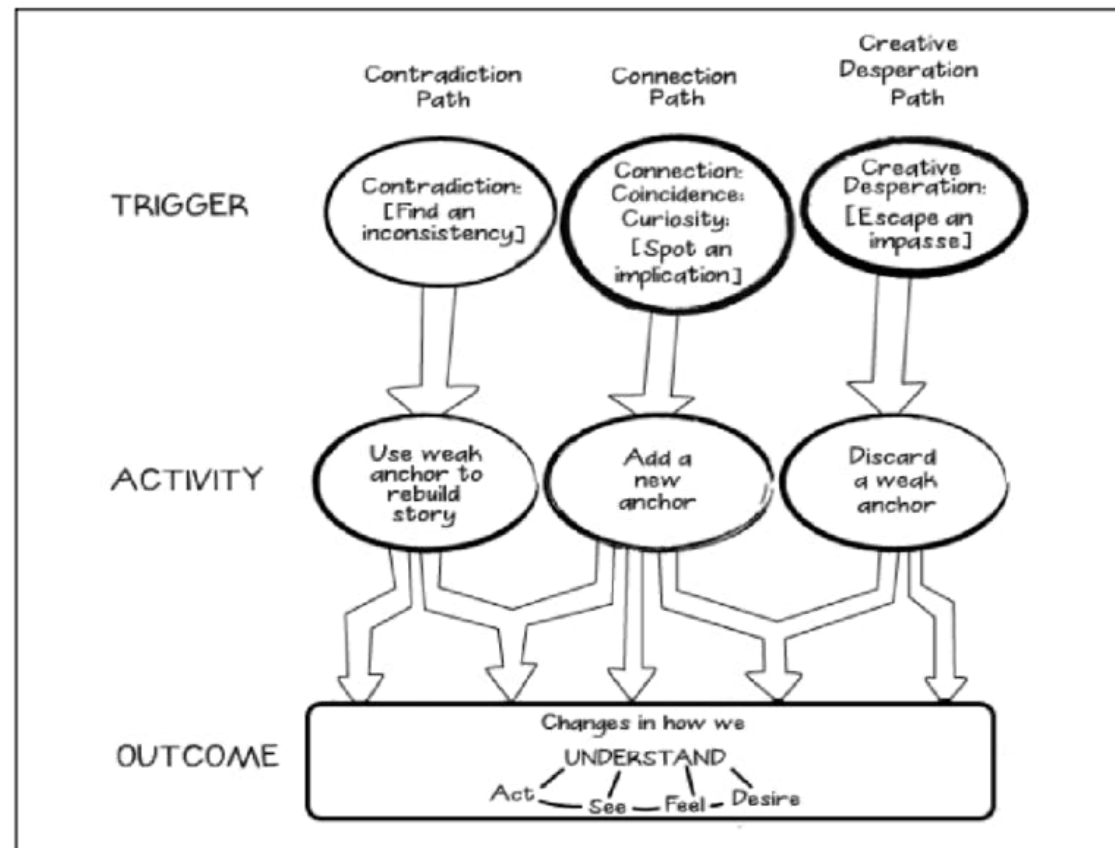 Contradiction
Path
Connection
Path
Creative
Desperation
Path
TRIGGER
Contradiction:
[Find an
inconsistency]
Connection:
Coincidence:
Curiosity:
[Spot an
implication]
Creative
Desperation:
[Escape an
impasse]
ACTIVITY
Use weak
anchor to
rebuild
story
Add a
new
anchor
Discard
a weak
anchor
OUTCOME
Changes in how we
UNDERSTAND
Act
See
Feel
Desire